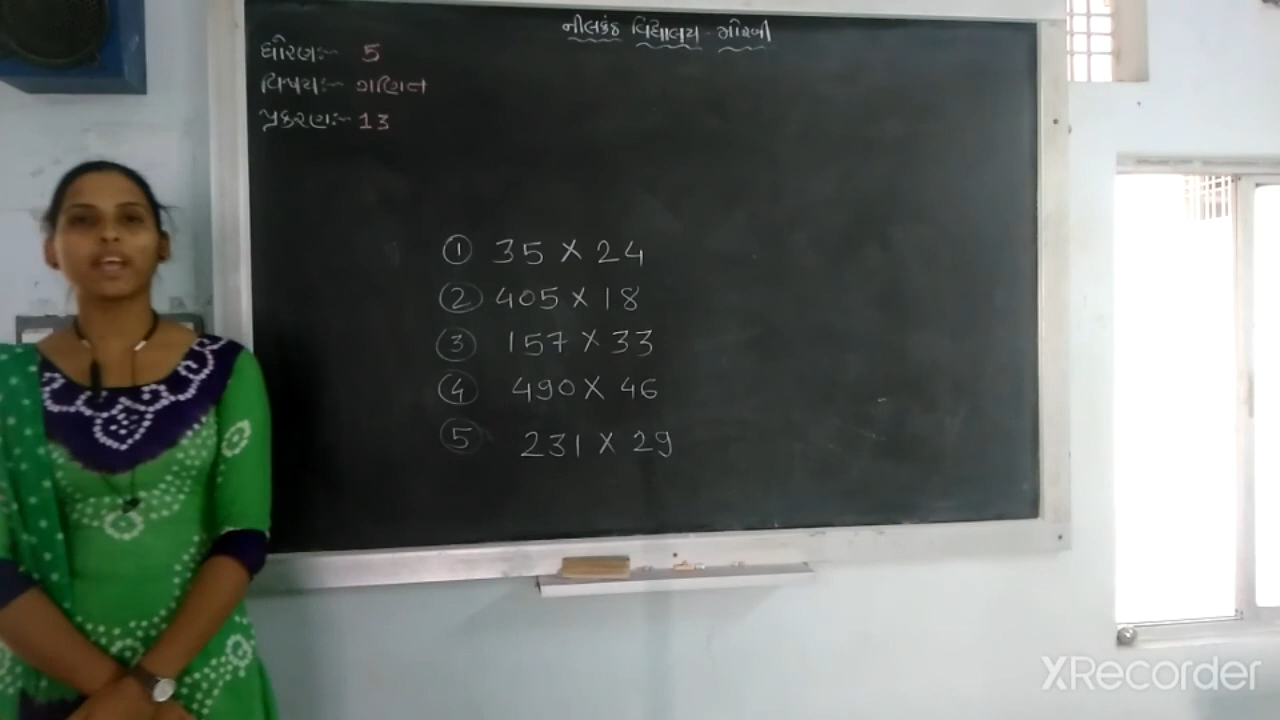 નીલકંઠ વિદ્યાલય - મોરબી
ધોરણ:- 5
વિષય:- ગણિત
પ્રકરણ:- 13
① 35 × 24
② 405 × 18
③ 157 × 33
④ 490 × 46
⑤ 231 × 29
XRecorder